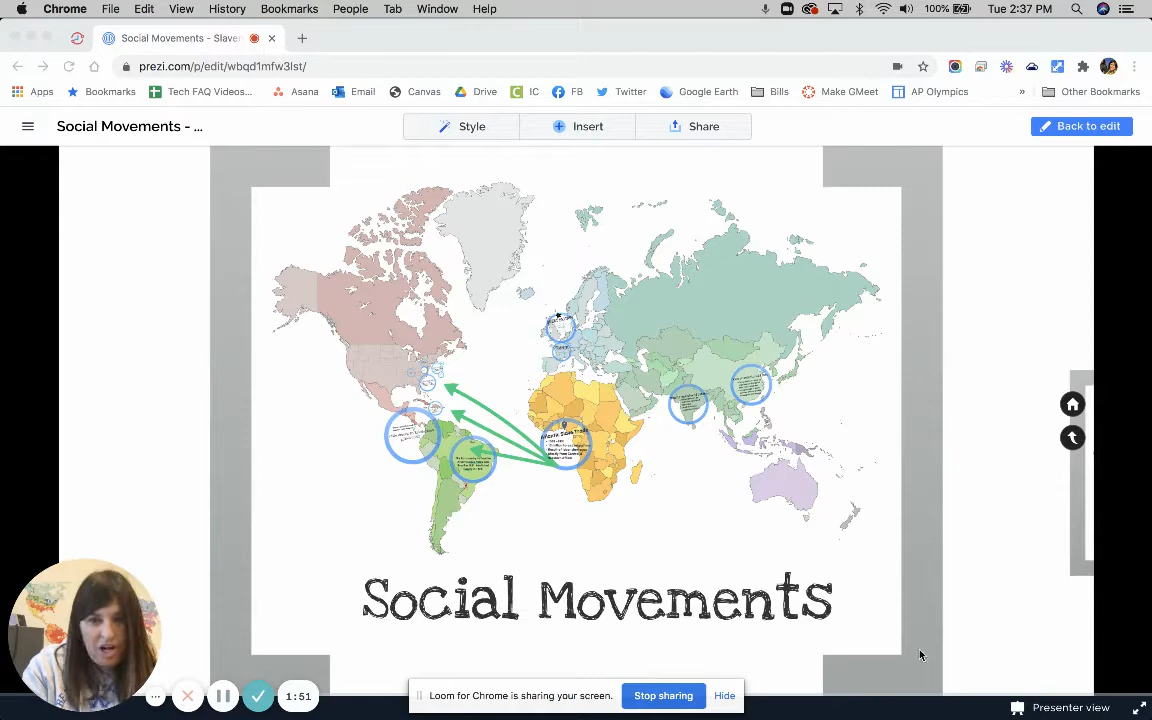 Chrome File Edit View History Bookmarks People Tab Window Help 100% Tue 2:37 PM
Social Movements - Slaver
prezi.com/p/edit/wbqd1mfw3lst/
Apps Bookmarks Tech FAQ Videos... Asana Email Canvas Drive IC FB Twitter Google Earth Bills Make GMeet AP Olympics » Other Bookmarks
Social Movements - ... Style Insert Share Back to edit
Atlantic Slave Trade
Social Movements
1:51
Loom for Chrome is sharing your screen. Stop sharing Hide
Presenter view